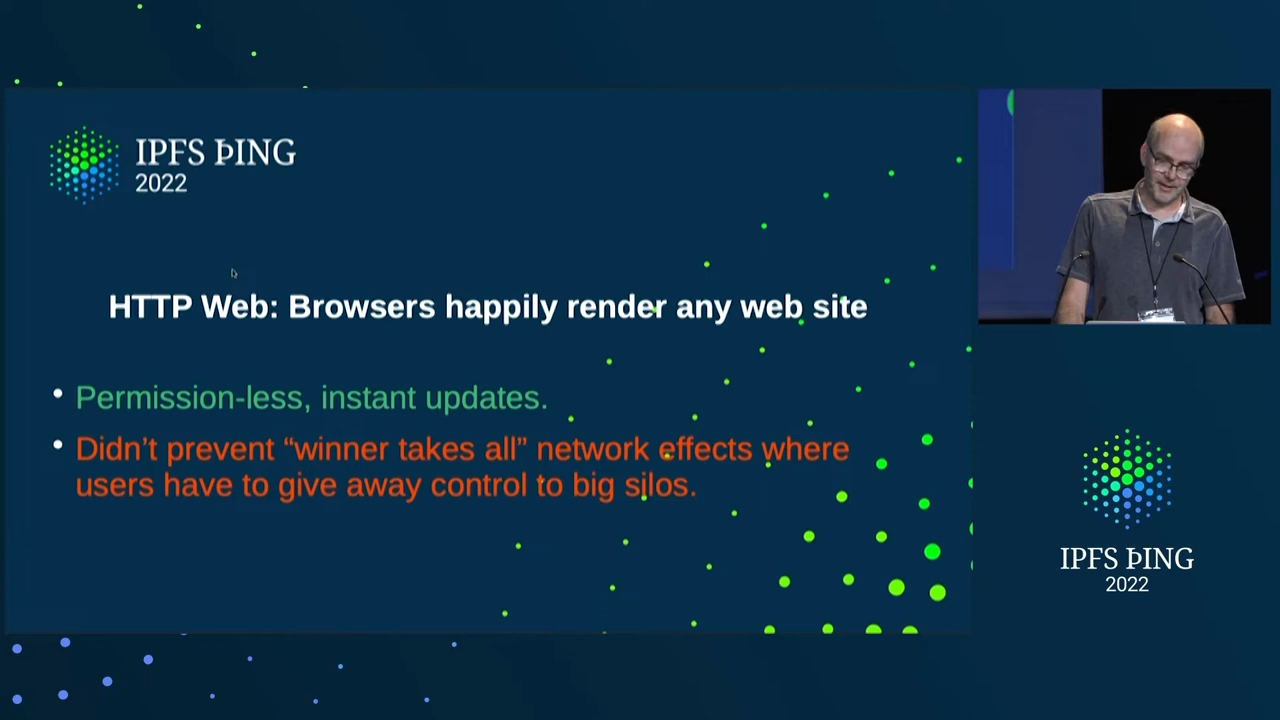 IPFS ÞING
2022
HTTP Web: Browsers happily render any web site
• Permission-less, instant updates.
• Didn’t prevent “winner takes all” network effects where
users have to give away control to big silos.
IPFS ÞING
2022